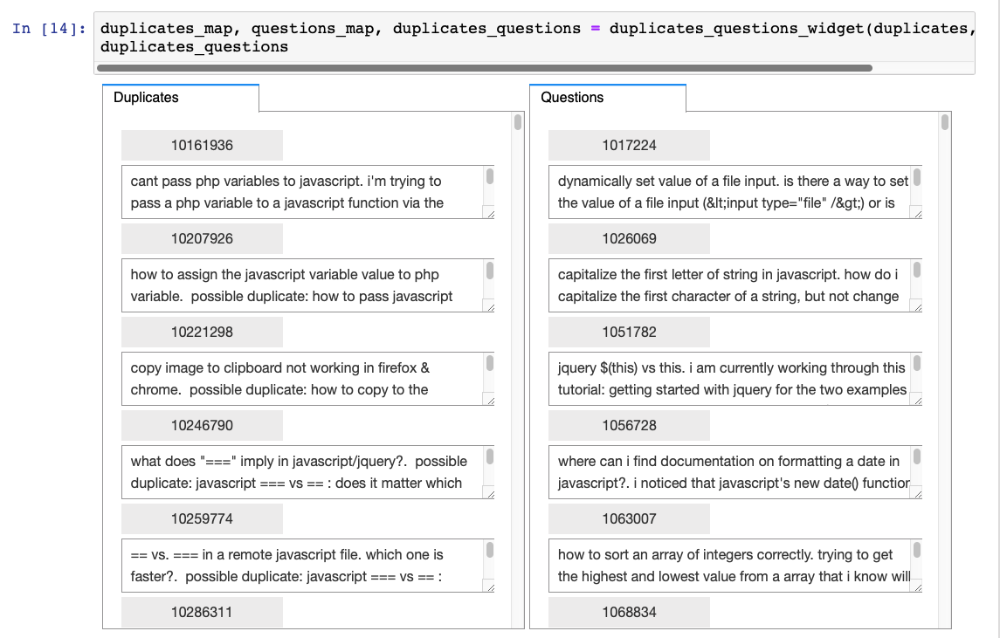 In [14]:
duplicates_map, questions_map, duplicates_questions = duplicates_questions_widget(duplicates,
duplicates_questions
Duplicates
10161936
cant pass php variables to javascript. i'm trying to
pass a php variable to a javascript function via the
10207926
how to assign the javascript variable value to php
variable.  possible duplicate: how to pass javascript
10221298
copy image to clipboard not working in firefox &
chrome.  possible duplicate: how to copy to the
10246790
what does "===" imply in javascript/jquery?.  possible
duplicate: javascript === vs == : does it matter which
10259774
== vs. === in a remote javascript file. which one is
faster?.  possible duplicate: javascript === vs == :
10286311
Questions
1017224
dynamically set value of a file input. is there a way to set
the value of a file input (&lt;input type="file" /&gt;) or is
1026069
capitalize the first letter of string in javascript. how do i
capitalize the first character of a string, but not change
1051782
jquery $(this) vs this. i am currently working through this
tutorial: getting started with jquery for the two examples
1056728
where can i find documentation on formatting a date in
javascript?. i noticed that javascript's new date() function
1063007
how to sort an array of integers correctly. trying to get
the highest and lowest value from a array that i know will
1068834